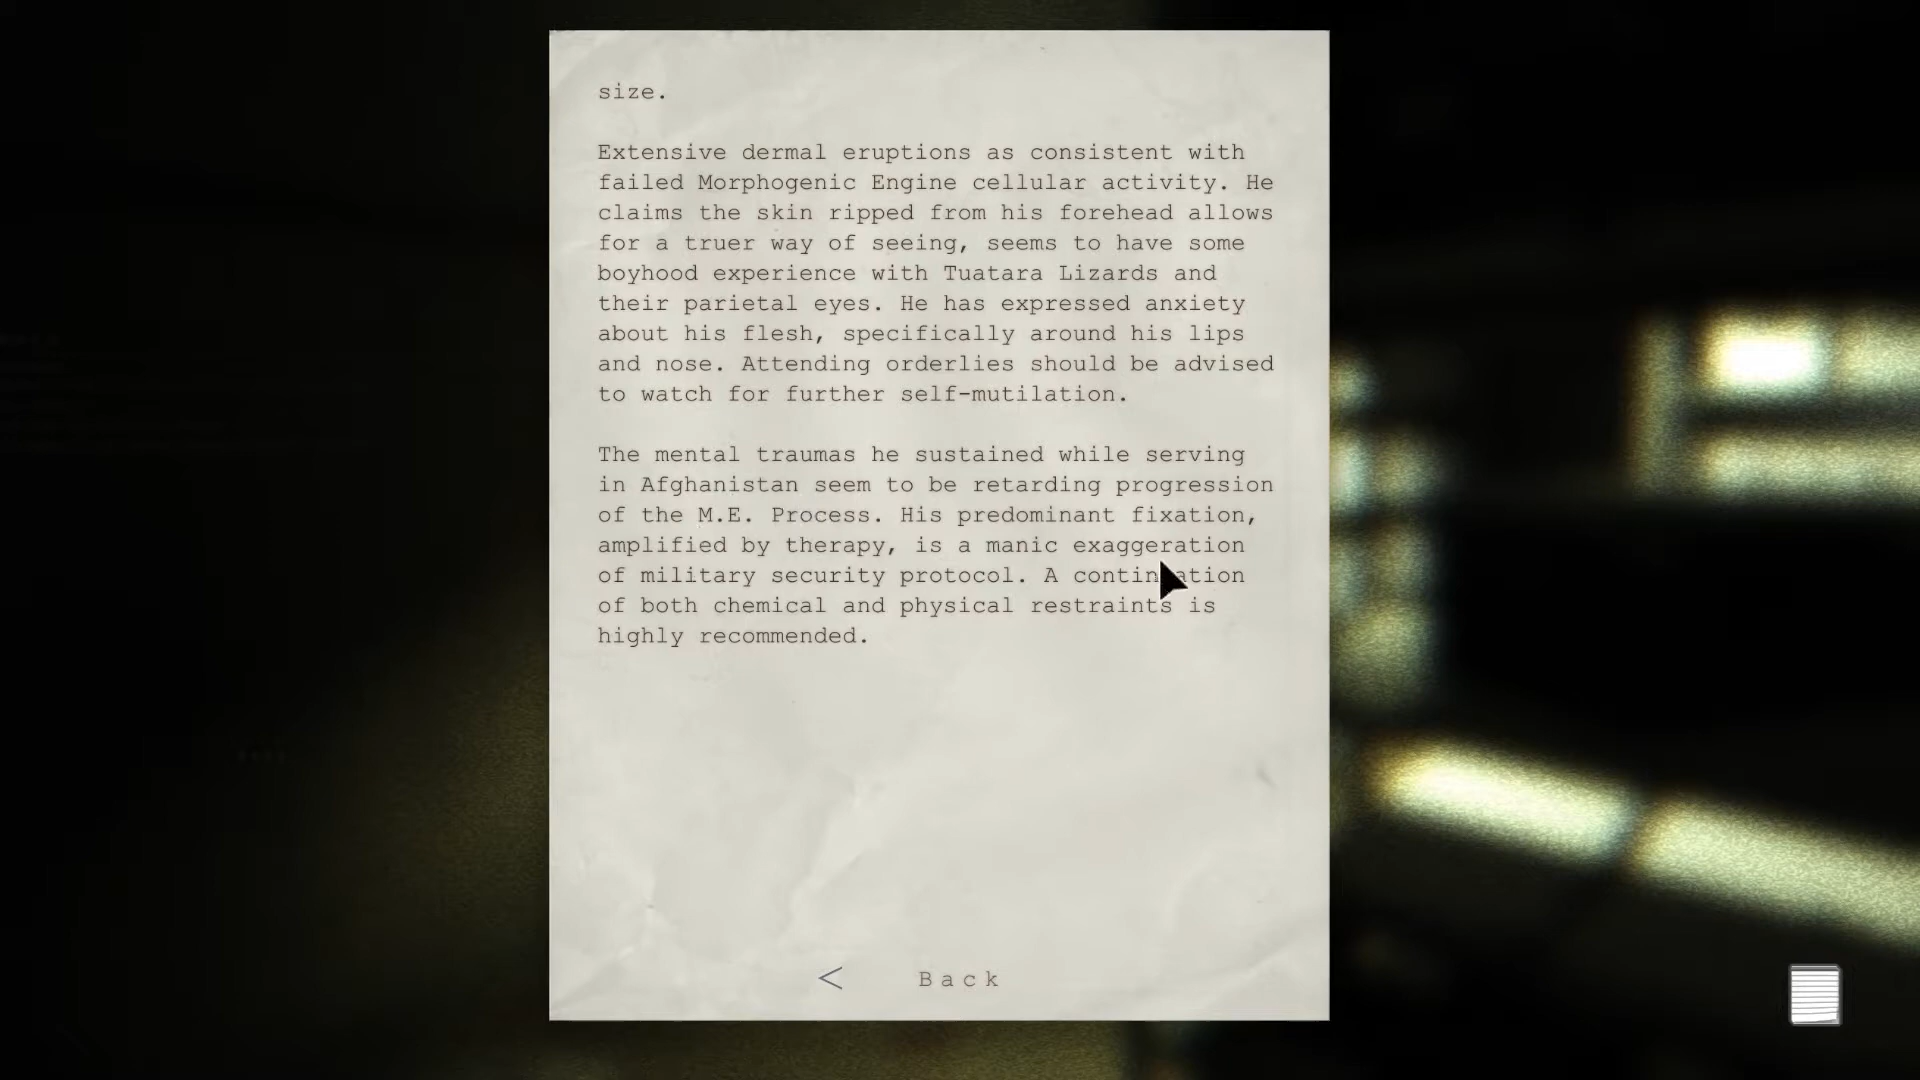 size.
Extensive dermal eruptions as consistent with
failed Morphogenic Engine cellular activity. He
claims the skin ripped from his forehead allows
for a truer way of seeing, seems to have some
boyhood experience with Tuatara Lizards and
their parietal eyes. He has expressed anxiety
about his flesh, specifically around his lips
and nose. Attending orderlies should be advised
to watch for further self-mutilation.
The mental traumas he sustained while serving
in Afghanistan seem to be retarding progression
of the M.E. Process. His predominant fixation,
amplified by therapy, is a manic exaggeration
of military security protocol. A continuation
of both chemical and physical restraints is
highly recommended.
< Back